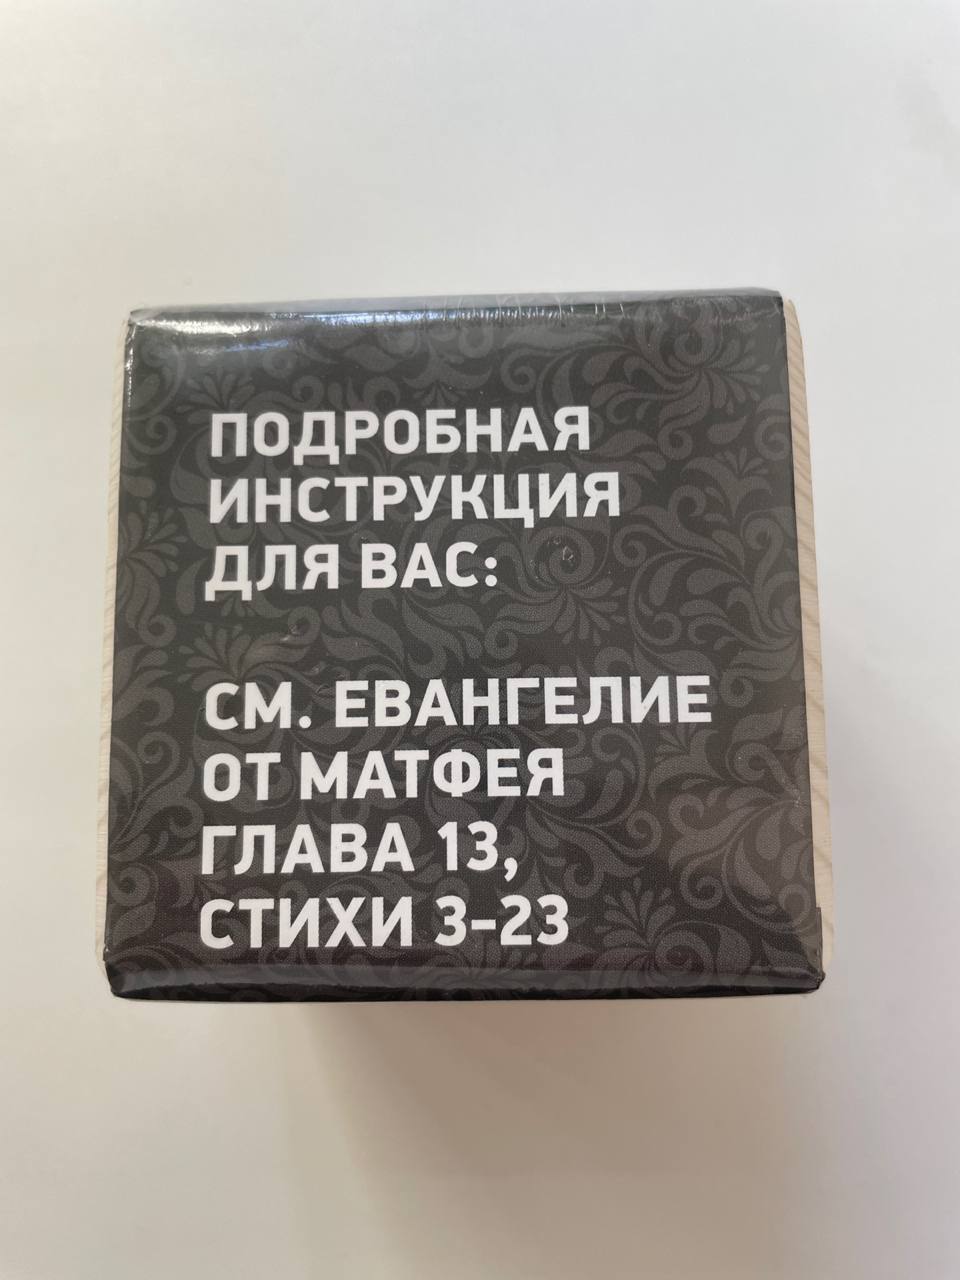 ПОДРОБНАЯ
ИНСТРУКЦИЯ
ДЛЯ ВАС:
СМ. ЕВАНГЕЛИЕ
ОТ МАТФЕЯ
ГЛАВА 13,
СТИХИ 3-23